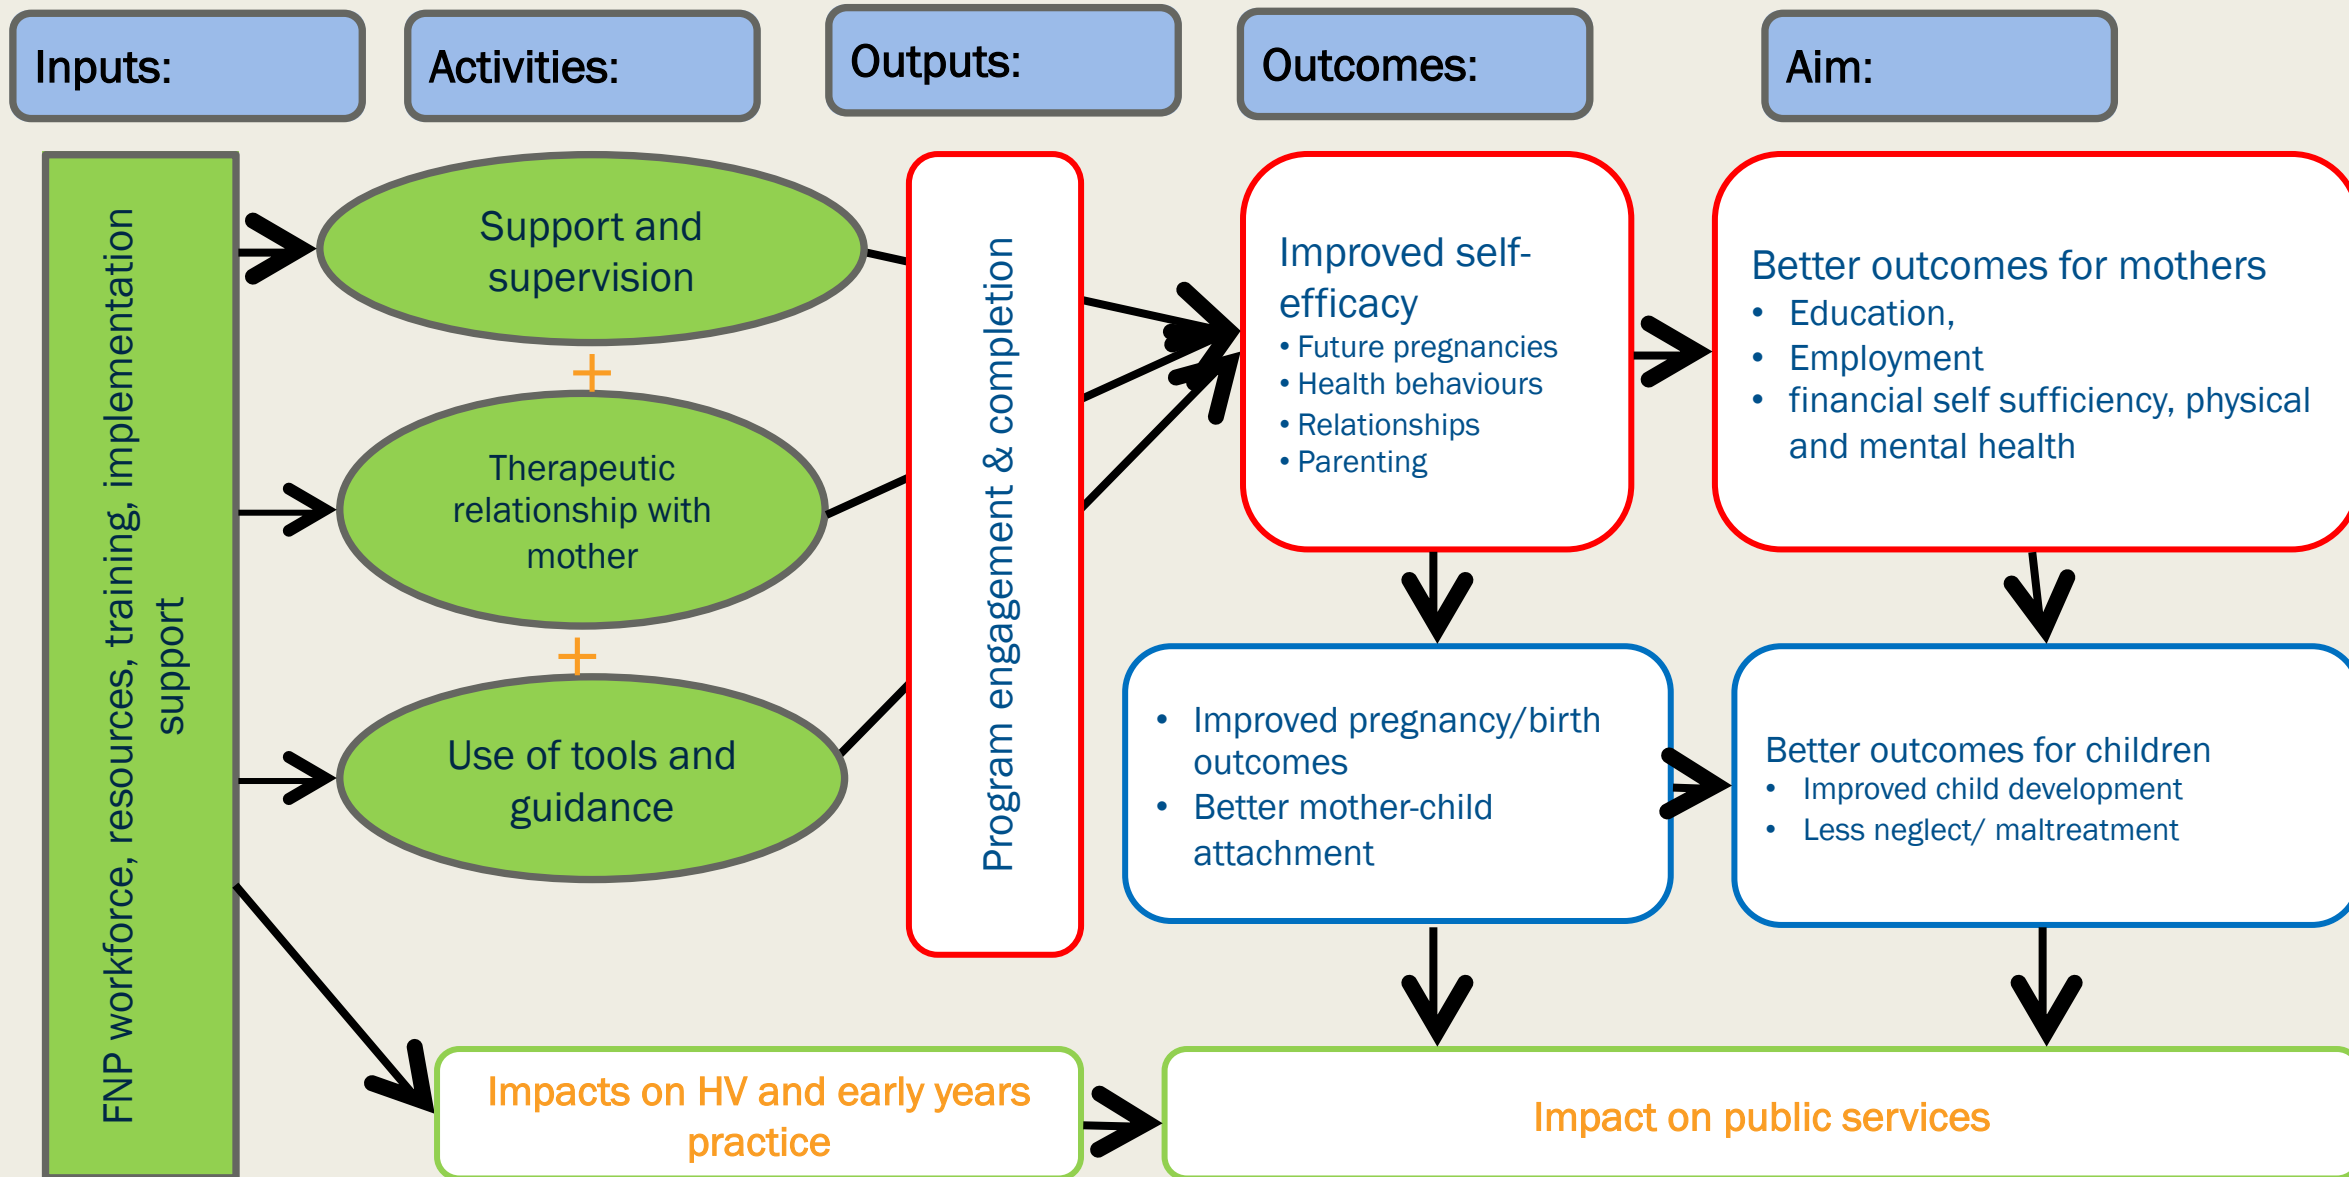 Inputs:
Activities:
Outputs:
Outcomes:
Aim:
FNP workforce, resources, training, implementation
support
Support and
supervision
+
Therapeutic
relationship with
mother
+
Use of tools and
guidance
Program engagement & completion
Improved self-
efficacy
• Future pregnancies
• Health behaviours
• Relationships
• Parenting
Better outcomes for mothers
• Education,
• Employment
• financial self sufficiency, physical
and mental health
• Improved pregnancy/birth
outcomes
• Better mother-child
attachment
Better outcomes for children
• Improved child development
• Less neglect/ maltreatment
Impacts on HV and early years
practice
Impact on public services